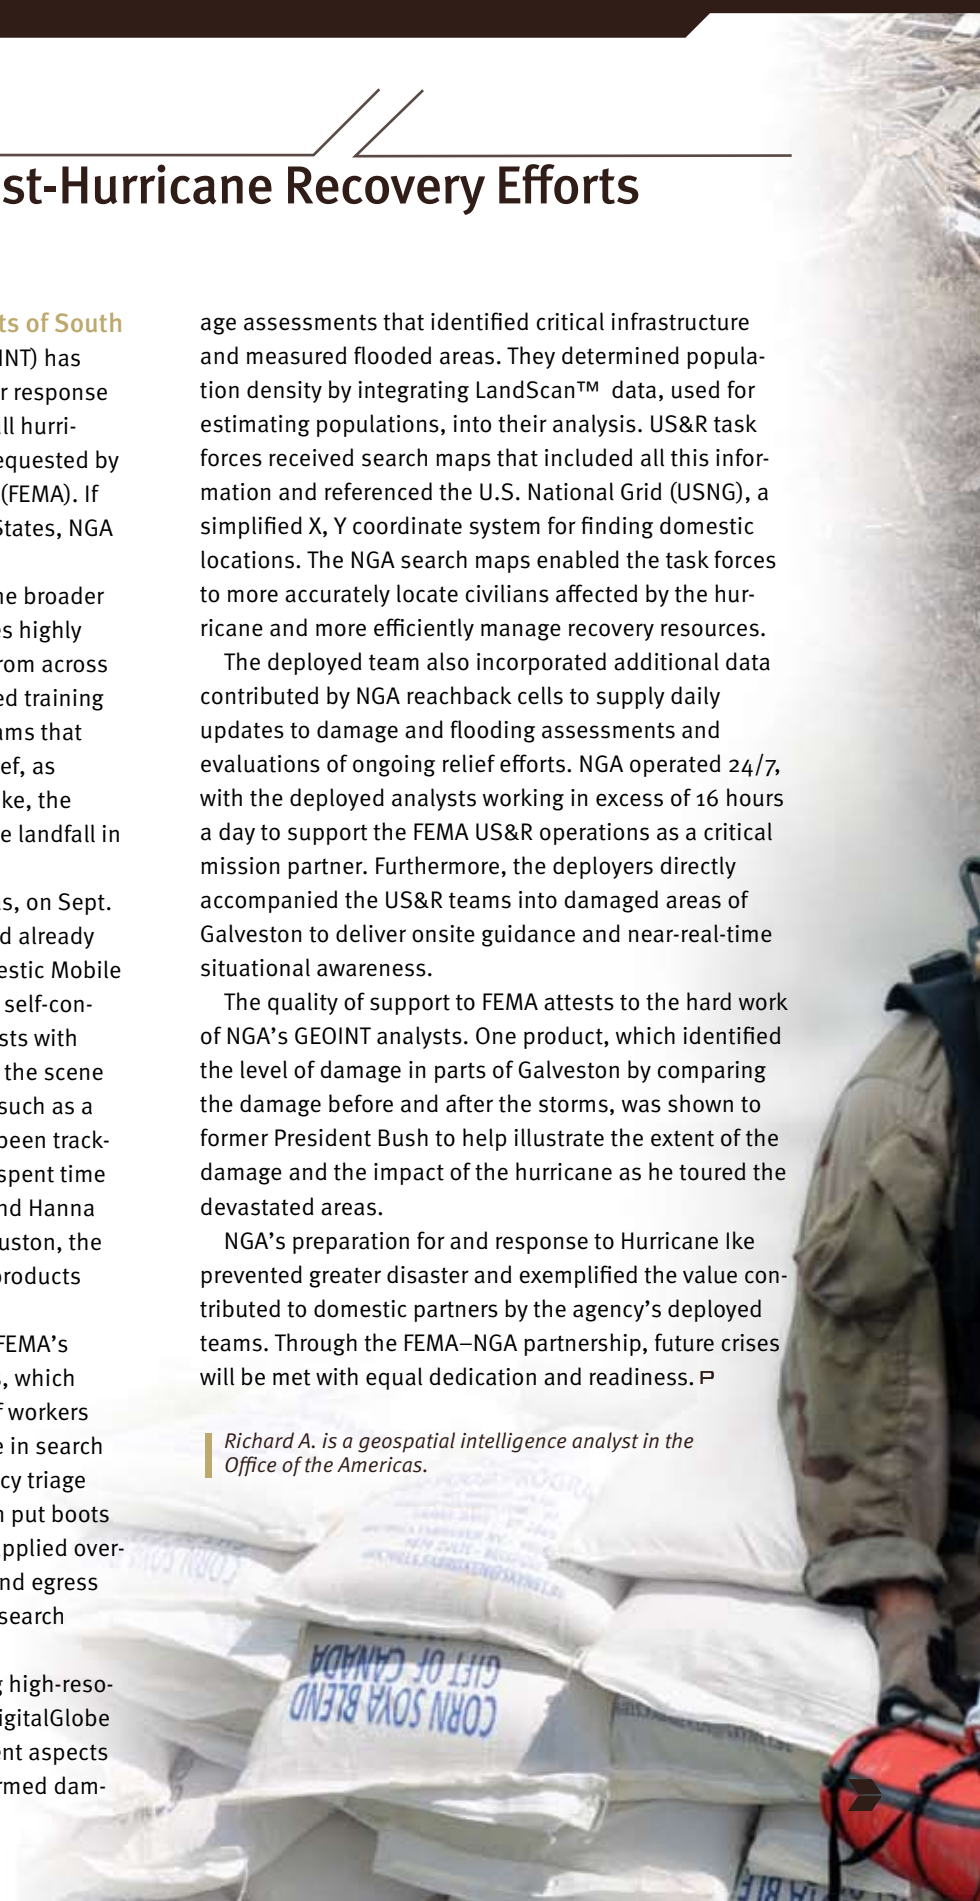 st-Hurricane Recovery Efforts
ts of South
INT) has
r response
ll hurri-
equested by
(FEMA). If
States, NGA
he broader
es highly
rom across
ed training
ams that
ef, as
ke, the
e landfall in
s, on Sept.
d already
estic Mobile
self-con-
sts with
the scene
such as a
been track-
spent time
nd Hanna
uston, the
products
FEMA’s
, which
f workers
e in search
cy triage
n put boots
pplied over-
nd egress
search
g high-reso-
igitalGlobe
ent aspects
rmed dam-
age assessments that identified critical infrastructure
and measured flooded areas. They determined popula-
tion density by integrating LandScan™ data, used for
estimating populations, into their analysis. US&R task
forces received search maps that included all this infor-
mation and referenced the U.S. National Grid (USNG), a
simplified X, Y coordinate system for finding domestic
locations. The NGA search maps enabled the task forces
to more accurately locate civilians affected by the hur-
ricane and more efficiently manage recovery resources.
The deployed team also incorporated additional data
contributed by NGA reachback cells to supply daily
updates to damage and flooding assessments and
evaluations of ongoing relief efforts. NGA operated 24/7,
with the deployed analysts working in excess of 16 hours
a day to support the FEMA US&R operations as a critical
mission partner. Furthermore, the deployers directly
accompanied the US&R teams into damaged areas of
Galveston to deliver onsite guidance and near-real-time
situational awareness.
The quality of support to FEMA attests to the hard work
of NGA’s GEOINT analysts. One product, which identified
the level of damage in parts of Galveston by comparing
the damage before and after the storms, was shown to
former President Bush to help illustrate the extent of the
damage and the impact of the hurricane as he toured the
devastated areas.
NGA’s preparation for and response to Hurricane Ike
prevented greater disaster and exemplified the value con-
tributed to domestic partners by the agency’s deployed
teams. Through the FEMA–NGA partnership, future crises
will be met with equal dedication and readiness. P
Richard A. is a geospatial intelligence analyst in the
Office of the Americas.
CORN SOYA BLEND
GIFT OF CANADA